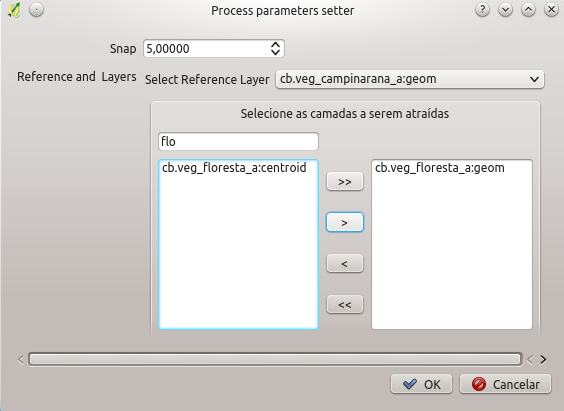 Process parameters setter
Snap 5,00000
Reference and Layers Select Reference Layer cb.veg_campinarana_a:geom
Selecione as camadas a serem atraídas
flo
cb.veg_floresta_a:centroid
>>
cb.veg_floresta_a:geom
>
<
<<
OK Cancelar